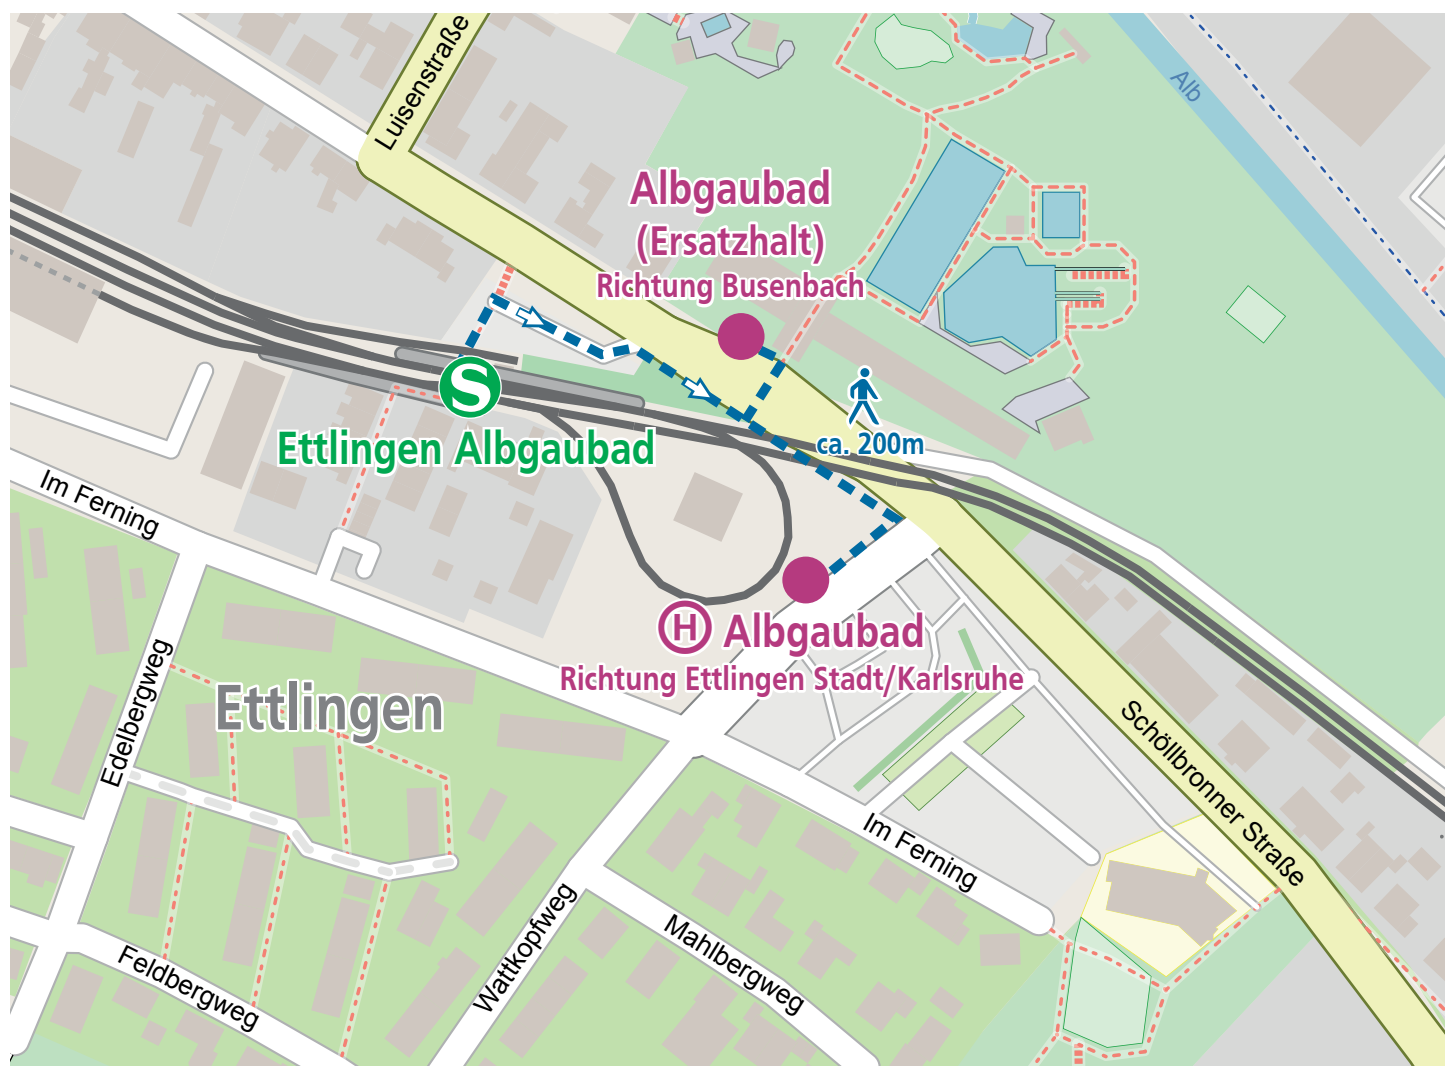 Luisenstraße
Alb
Albgaubad
(Ersatzhalt)
Richtung Busenbach
S
Ettlingen Albgaubad
ca. 200m
Im Ferning
H Albgaubad
Richtung Ettlingen Stadt/Karlsruhe
Ettlingen
Edelbergweg
Schöllbronner Straße
Im Ferning
Wattkopfweg
Mahlbergweg
Feldbergweg